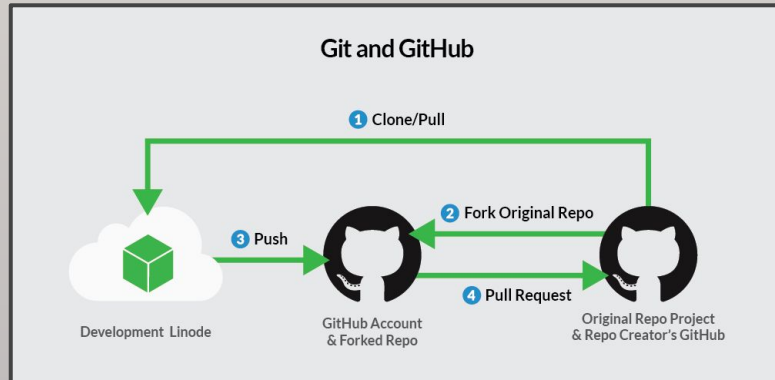 Git and GitHub
1 Clone/Pull
2 Fork Original Repo
3 Push
4 Pull Request
Development Linode
GitHub Account
& Forked Repo
Original Repo Project
& Repo Creator's GitHub